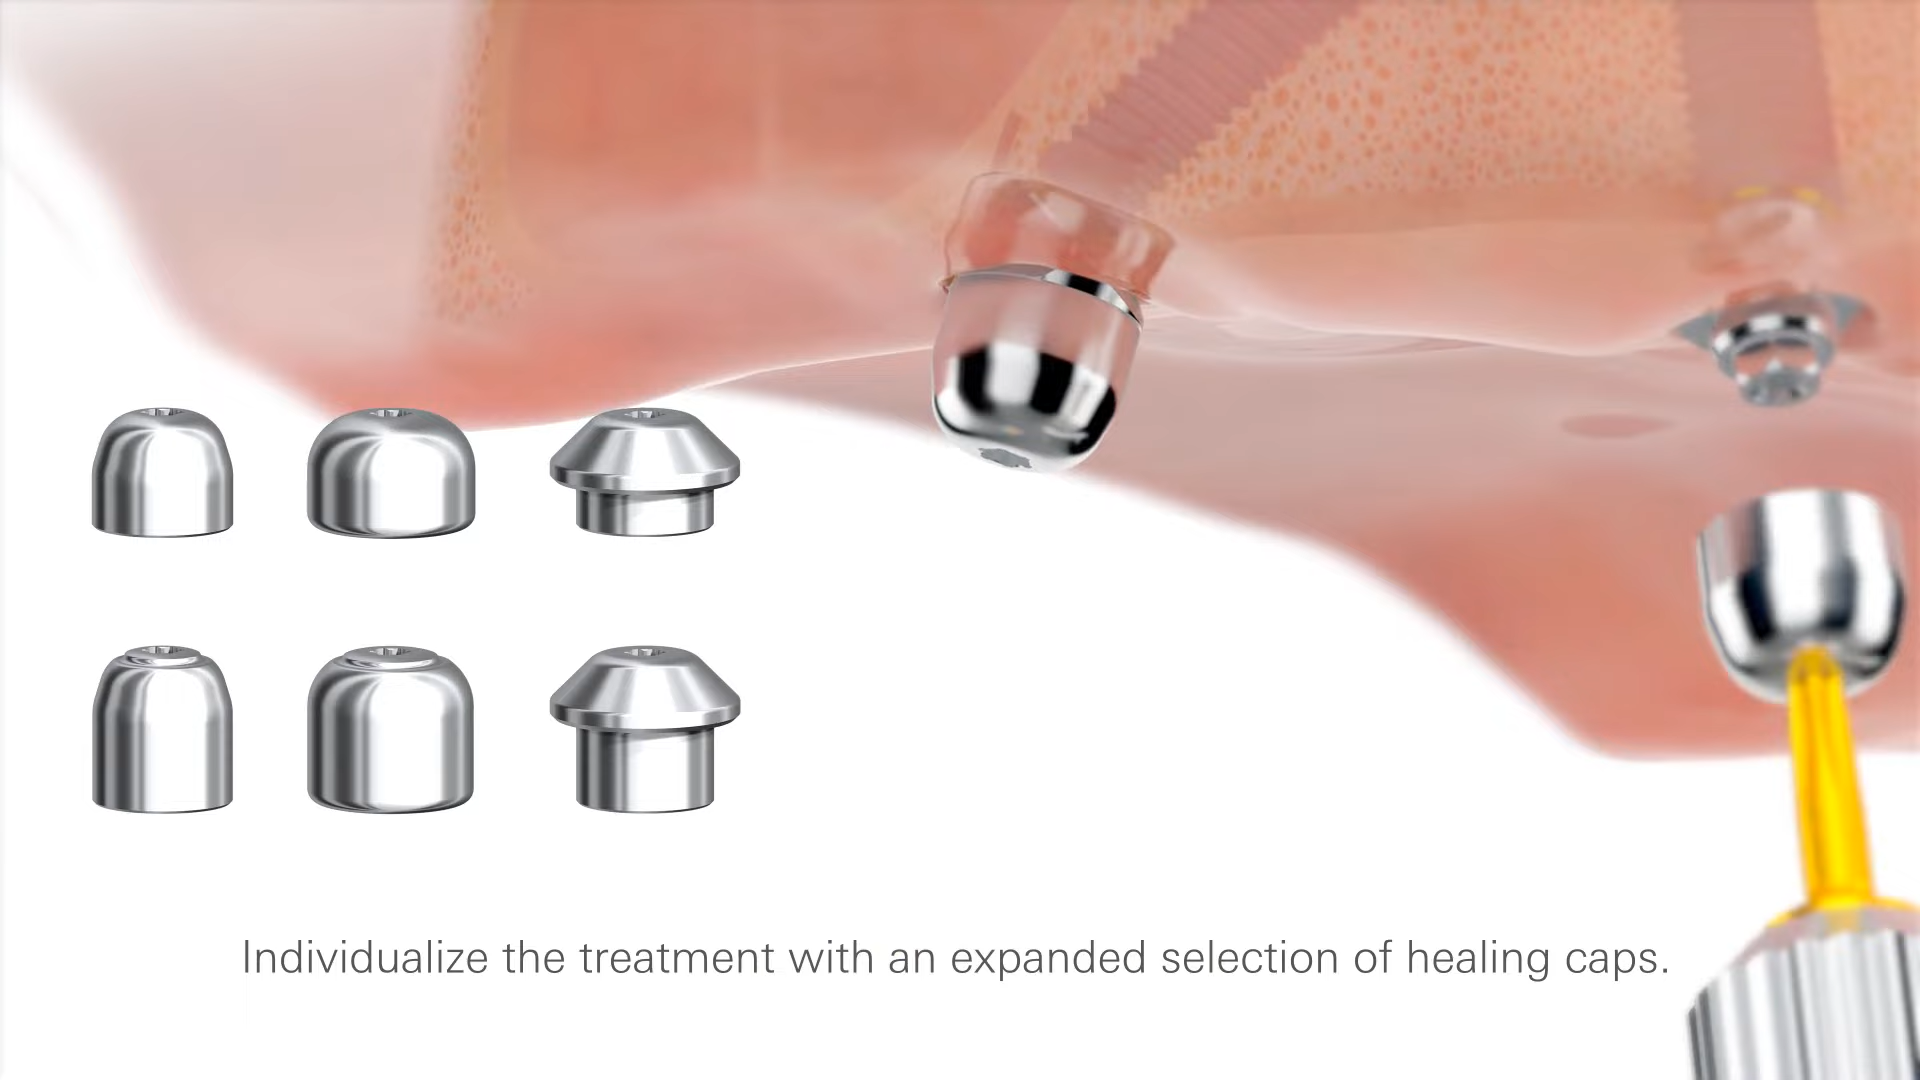 Individualize the treatment with an expanded selection of healing caps.